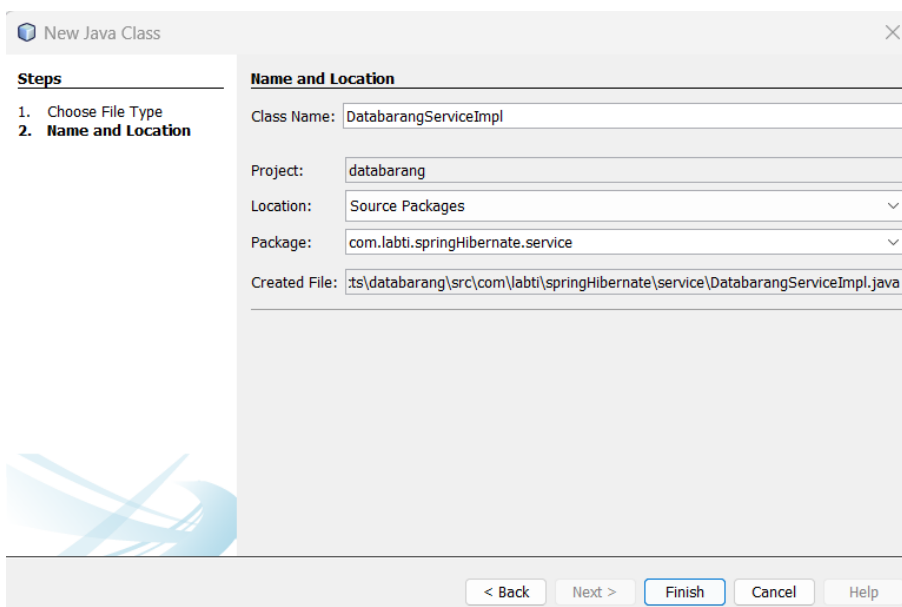 New Java Class
Steps
1. Choose File Type
2. Name and Location
Name and Location
Class Name: DatabarangServiceImpl
Project: databarang
Location: Source Packages
Package: com.labti.springHibernate.service
Created File: :ts\databarang\src\com\labti\springHibernate\service\DatabarangServiceImpl.java
< Back Next > Finish Cancel Help